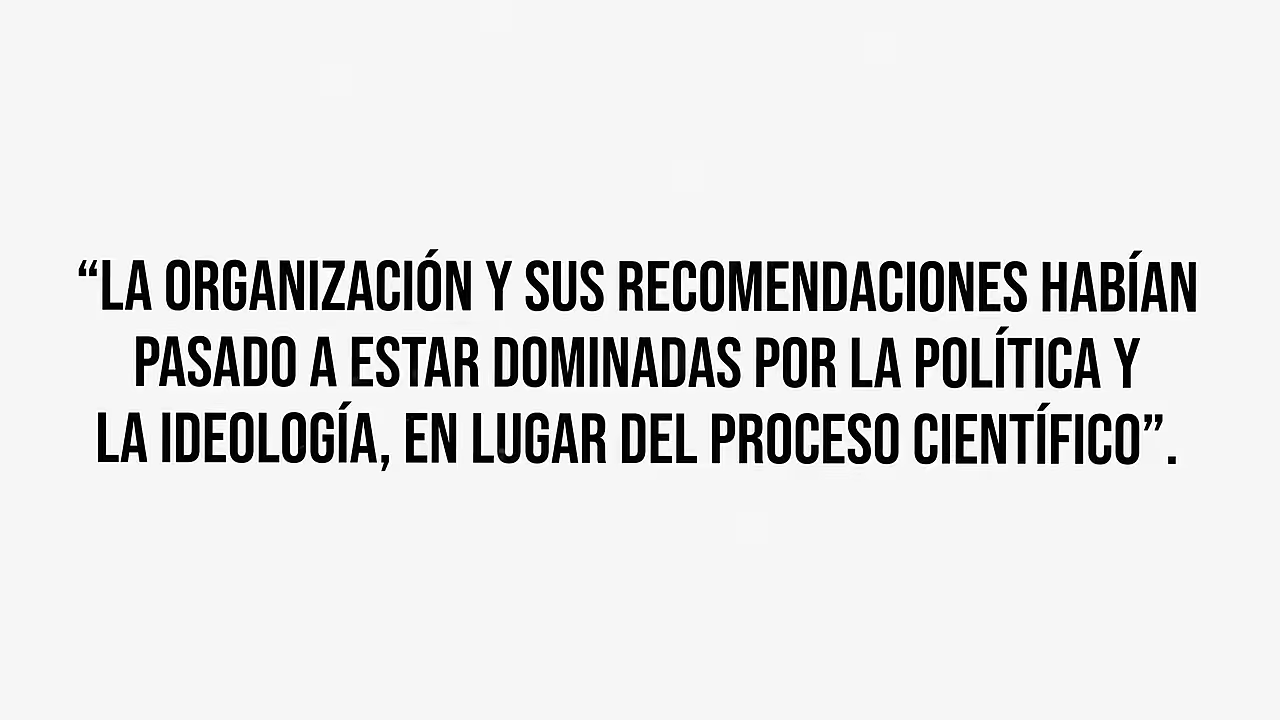 “LA ORGANIZACIÓN Y SUS RECOMENDACIONES HABÍAN
PASADO A ESTAR DOMINADAS POR LA POLÍTICA Y
LA IDEOLOGÍA, EN LUGAR DEL PROCESO CIENTÍFICO”.